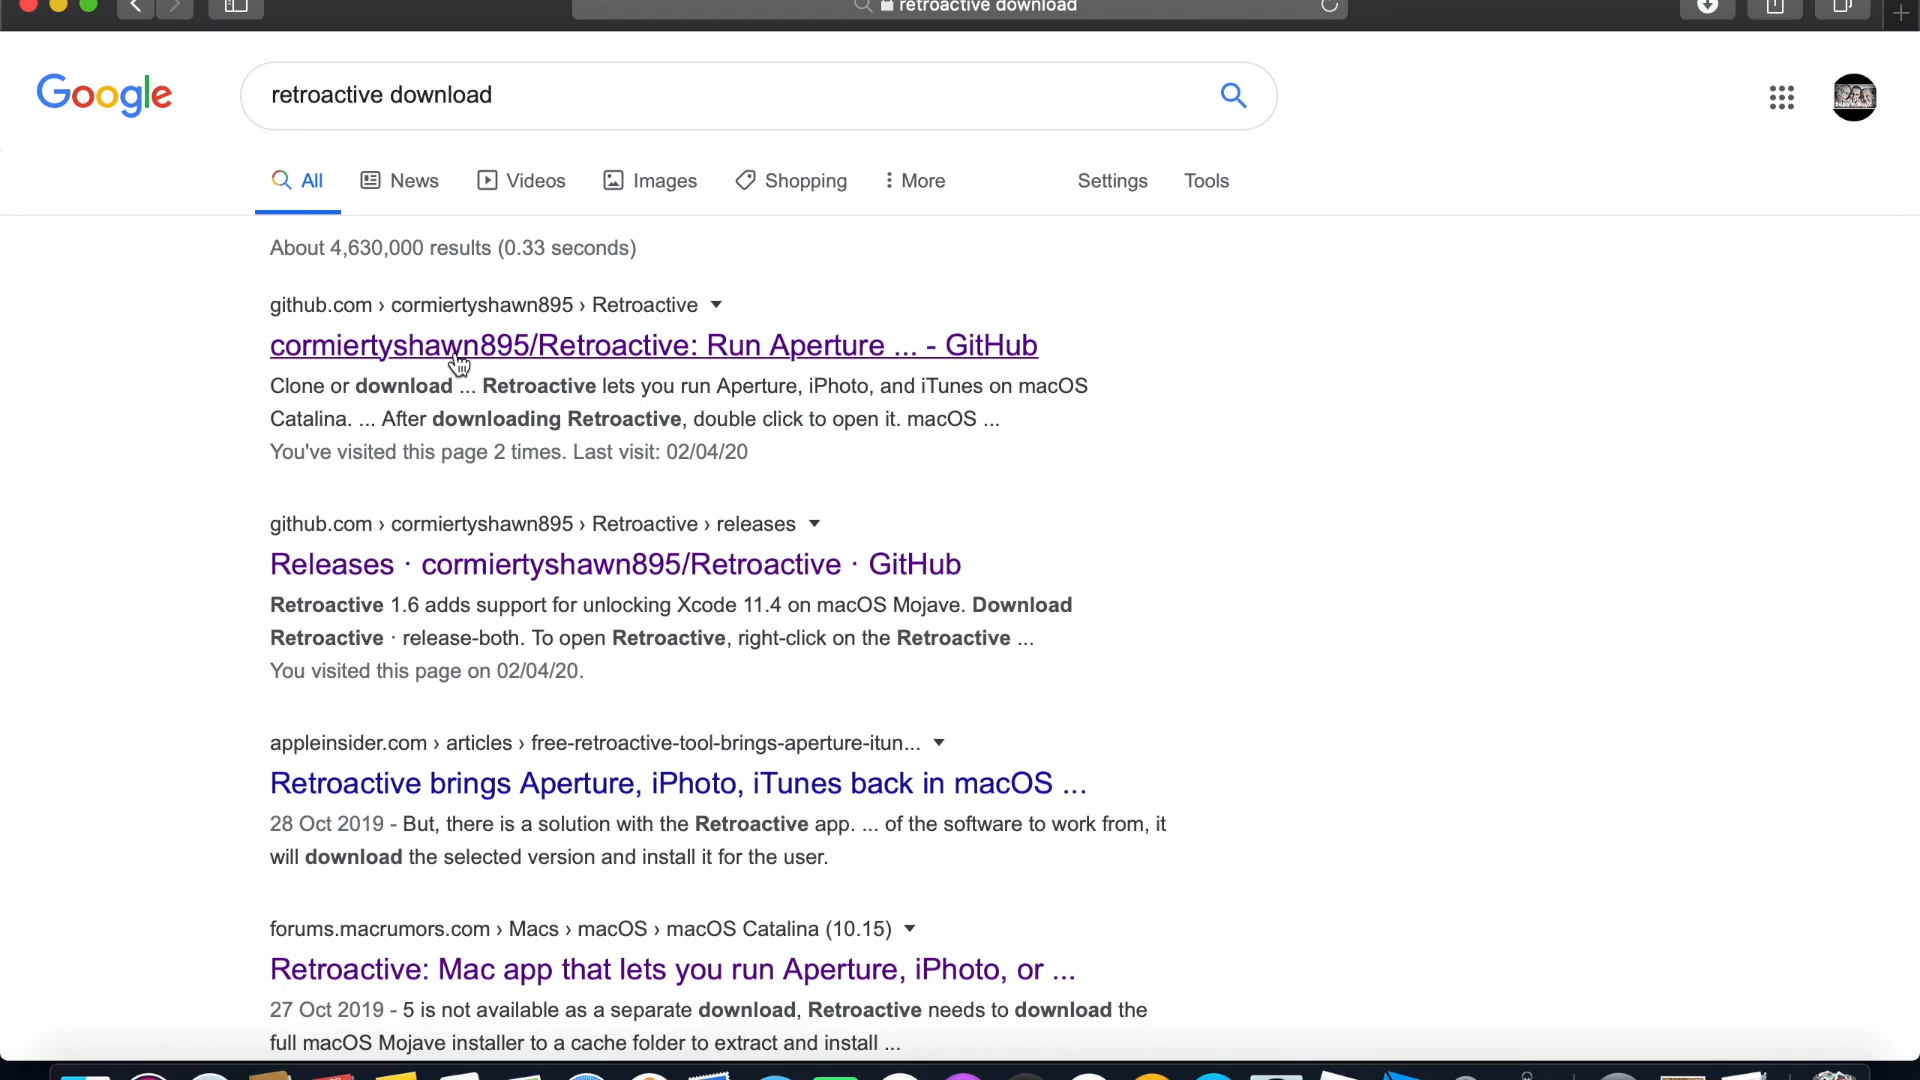 retroactive download
Google
retroactive download
All
News
Videos
Images
Shopping
More
Settings
Tools
About 4,630,000 results (0.33 seconds)
github.com › cormiertyshawn895 › Retroactive
cormiertyshawn895/Retroactive: Run Aperture ... - GitHub
Clone or download ... Retroactive lets you run Aperture, iPhoto, and iTunes on macOS
Catalina. ... After downloading Retroactive, double click to open it. macOS ...
You've visited this page 2 times. Last visit: 02/04/20
github.com › cormiertyshawn895 › Retroactive › releases
Releases · cormiertyshawn895/Retroactive · GitHub
Retroactive 1.6 adds support for unlocking Xcode 11.4 on macOS Mojave. Download
Retroactive · release-both. To open Retroactive, right-click on the Retroactive ...
You visited this page on 02/04/20.
appleinsider.com › articles › free-retroactive-tool-brings-aperture-itun...
Retroactive brings Aperture, iPhoto, iTunes back in macOS ...
28 Oct 2019 - But, there is a solution with the Retroactive app. ... of the software to work from, it
will download the selected version and install it for the user.
forums.macrumors.com › Macs › macOS › macOS Catalina (10.15)
Retroactive: Mac app that lets you run Aperture, iPhoto, or ...
27 Oct 2019 - 5 is not available as a separate download, Retroactive needs to download the
full macOS Mojave installer to a cache folder to extract and install ...